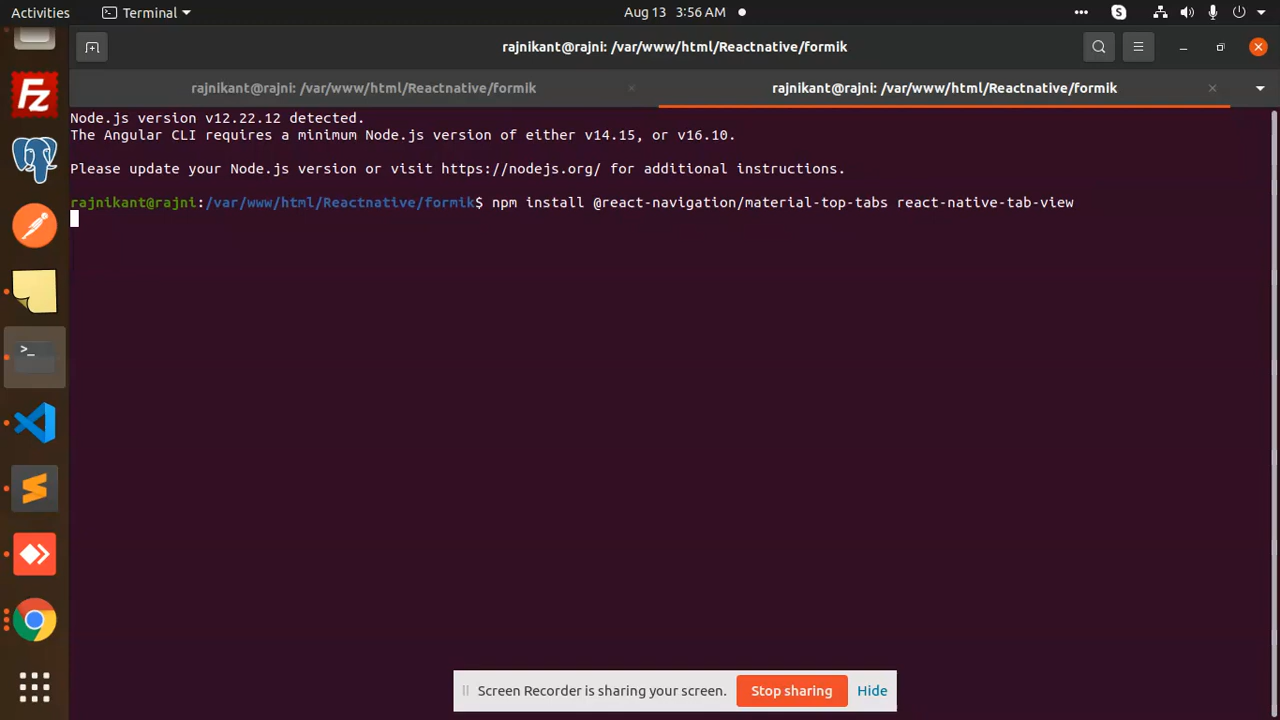 Activities
Terminal
Aug 13 3:56 AM
rajnikant@rajni: /var/www/html/Reactnative/formik
rajnikant@rajni: /var/www/html/Reactnative/formik
rajnikant@rajni: /var/www/html/Reactnative/formik
Node.js version v12.22.12 detected.
The Angular CLI requires a minimum Node.js version of either v14.15, or v16.10.
Please update your Node.js version or visit https://nodejs.org/ for additional instructions.
rajnikant@rajni:/var/www/html/Reactnative/formik$ npm install @react-navigation/material-top-tabs react-native-tab-view
Screen Recorder is sharing your screen.
Stop sharing
Hide